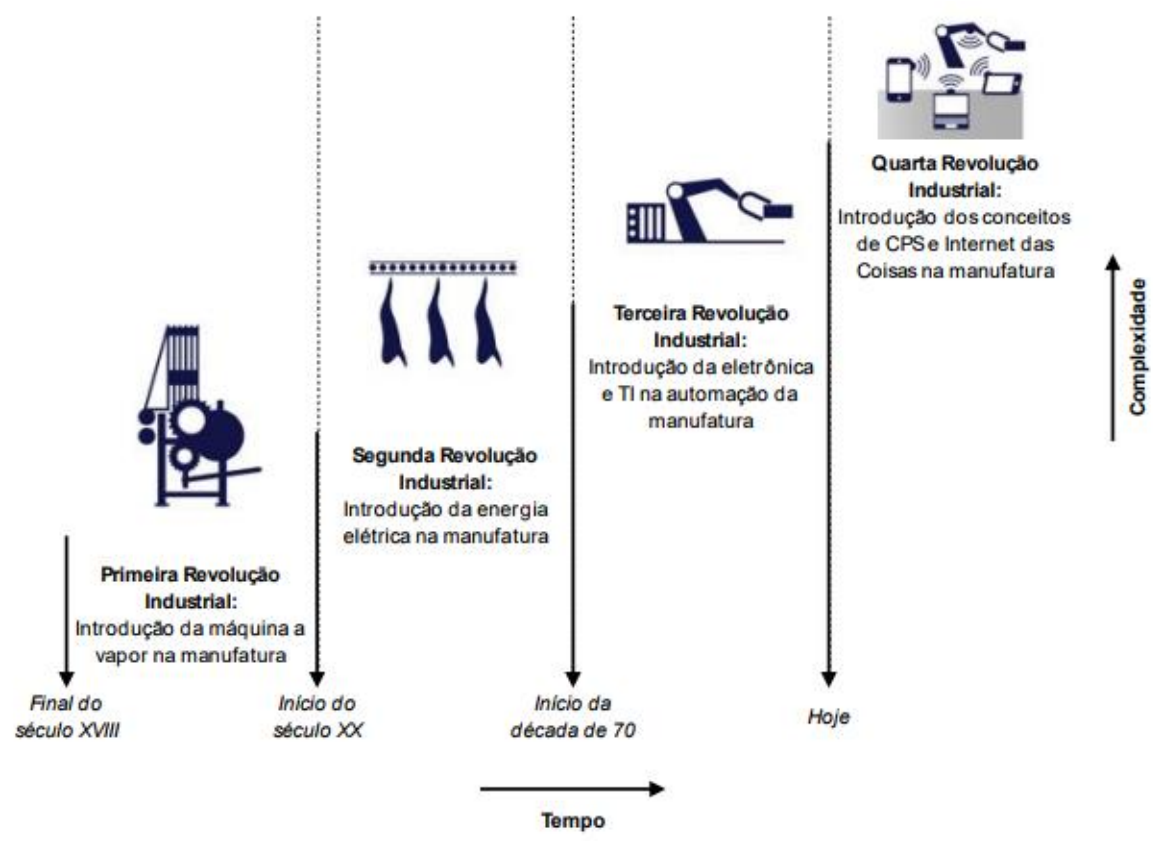 Primeira Revolução
Industrial:
Introdução da máquina a
vapor na manufatura
Segunda Revolução
Industrial:
Introdução da energia
elétrica na manufatura
Terceira Revolução
Industrial:
Introdução da eletrônica
e TI na automação da
manufatura
Quarta Revolução
Industrial:
Introdução dos conceitos
de CPS e Internet das
Coisas na manufatura
Complexidade
Final do
século XVIII
Início do
século XX
Início da
década de 70
Hoje
Tempo